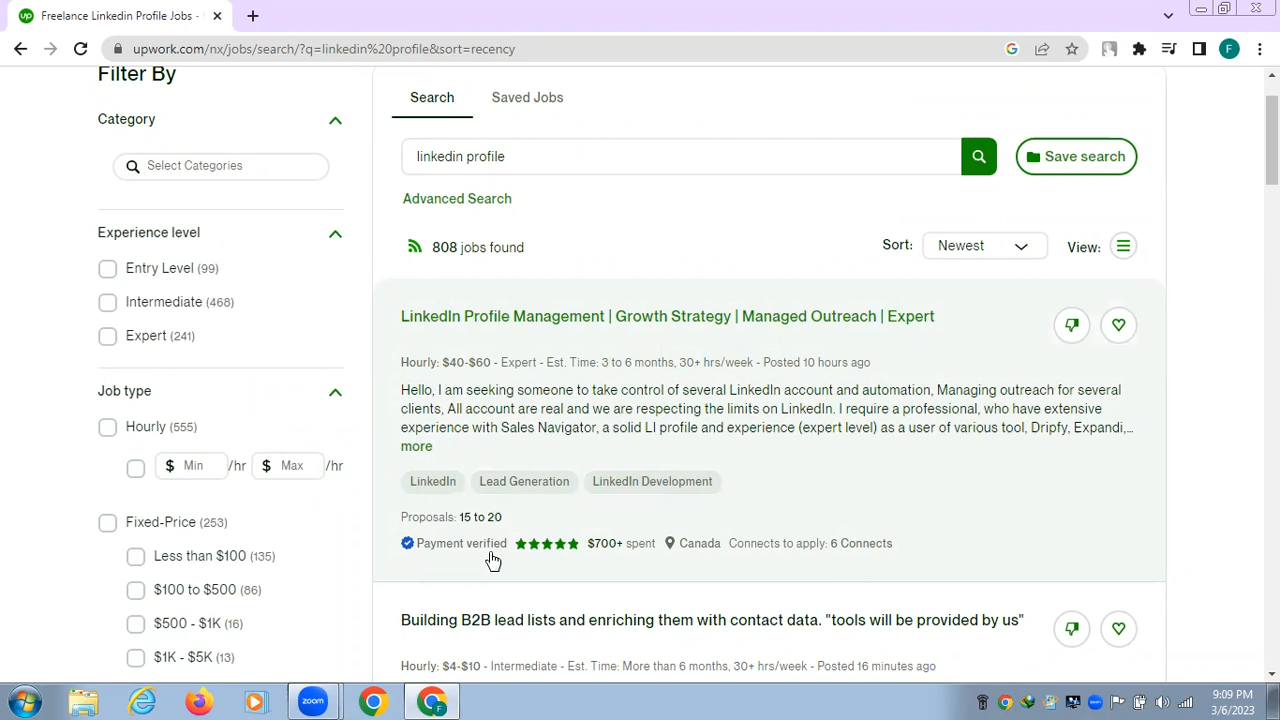 Freelance Linkedin Profile Jobs -
upwork.com/nx/jobs/search/?q=linkedin%20profile&sort=recency
F
Filter By
Category
Select Categories
Experience level
Entry Level (99)
Intermediate (468)
Expert (241)
Job type
Hourly (555)
$ Min /hr $ Max /hr
Fixed-Price (253)
Less than $100 (135)
$100 to $500 (86)
$500 - $1K (16)
$1K - $5K (13)
Search Saved Jobs
linkedin profile
Save search
Advanced Search
808 jobs found
Sort: Newest View:
LinkedIn Profile Management | Growth Strategy | Managed Outreach | Expert
Hourly: $40-$60 - Expert - Est. Time: 3 to 6 months, 30+ hrs/week - Posted 10 hours ago
Hello, I am seeking someone to take control of several LinkedIn account and automation, Managing outreach for several
clients, All account are real and we are respecting the limits on LinkedIn. I require a professional, who have extensive
experience with Sales Navigator, a solid LI profile and experience (expert level) as a user of various tool, Dripfy, Expandi,…
more
LinkedIn Lead Generation LinkedIn Development
Proposals: 15 to 20
Payment verified $700+ spent Canada Connects to apply: 6 Connects
Building B2B lead lists and enriching them with contact data. "tools will be provided by us"
Hourly: $4-$10 - Intermediate - Est. Time: More than 6 months, 30+ hrs/week - Posted 16 minutes ago
zoom
F
zoom
9:09 PM
3/6/2023